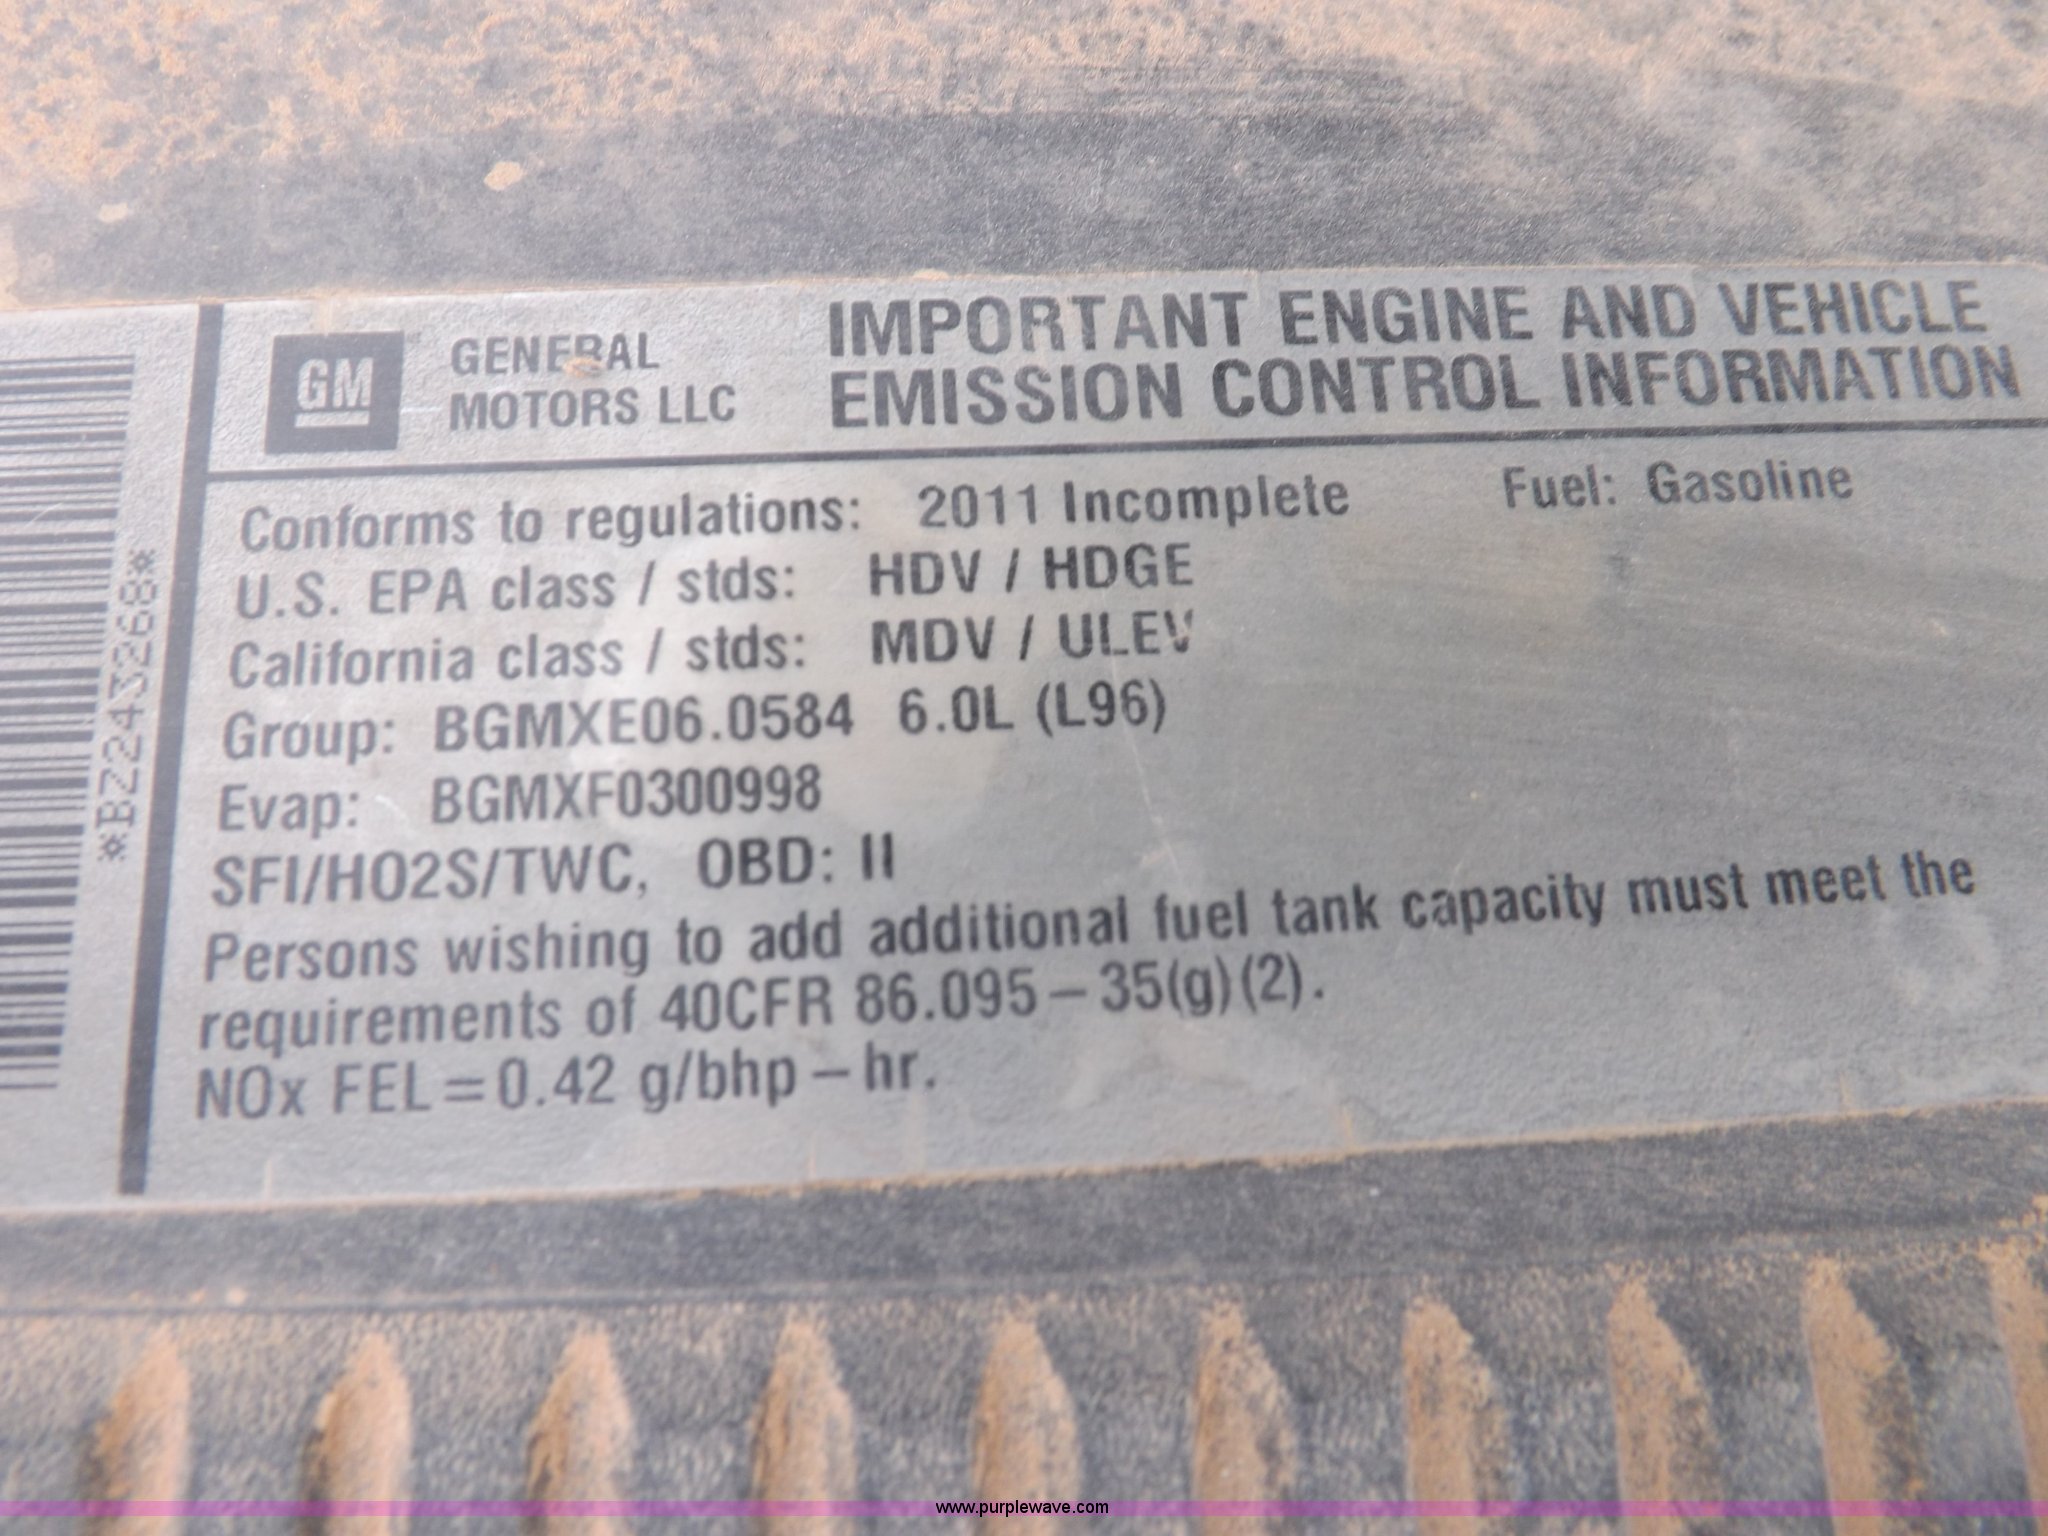 GM
GENERAL
MOTORS LLC
IMPORTANT ENGINE AND VEHICLE
EMISSION CONTROL INFORMATION
Conforms to regulations: 2011 Incomplete Fuel: Gasoline
U.S. EPA class / stds: HDV / HDGE
California class / stds: MDV / ULEV
Group: BGMXE06.0584 6.0L (L96)
Evap: BGMXF0300998
SFI/HO2S/TWC, OBD: II
Persons wishing to add additional fuel tank capacity must meet the
requirements of 40CFR 86.095-35(g)(2).
NOx FEL=0.42 g/bhp-hr.
*BZ243268*
www.purplewave.com